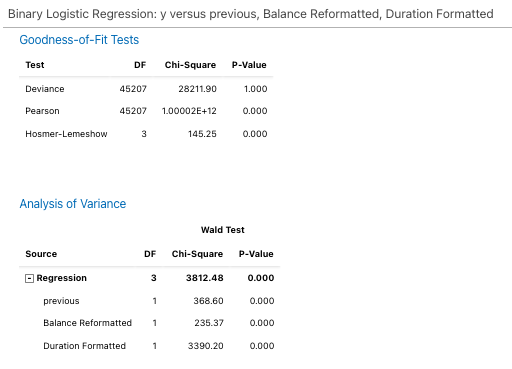 Binary Logistic Regression: y versus previous, Balance Reformatted, Duration Formatted
Goodness-of-Fit Tests
Test DF Chi-Square P-Value
Deviance 45207 28211.90 1.000
Pearson 45207 1.00002E+12 0.000
Hosmer-Lemeshow 3 145.25 0.000
Analysis of Variance
Wald Test
Source DF Chi-Square P-Value
Regression 3 3812.48 0.000
previous 1 368.60 0.000
Balance Reformatted 1 235.37 0.000
Duration Formatted 1 3390.20 0.000